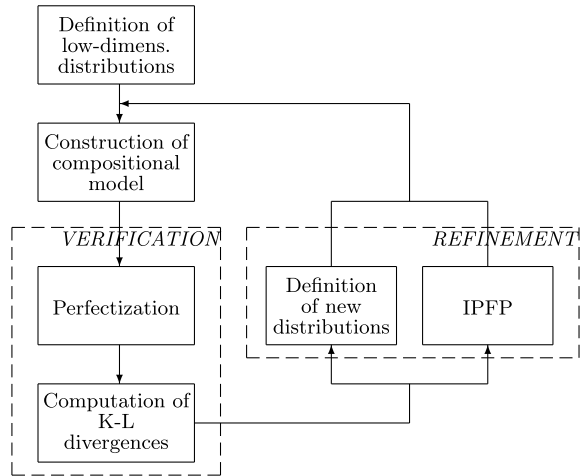 Definition of
low-dimens.
distributions
Construction of
compositional
model
VERIFICATION
Perfectization
Computation of
K-L
divergences
REFINEMENT
Definition
of new
distributions
IPFP